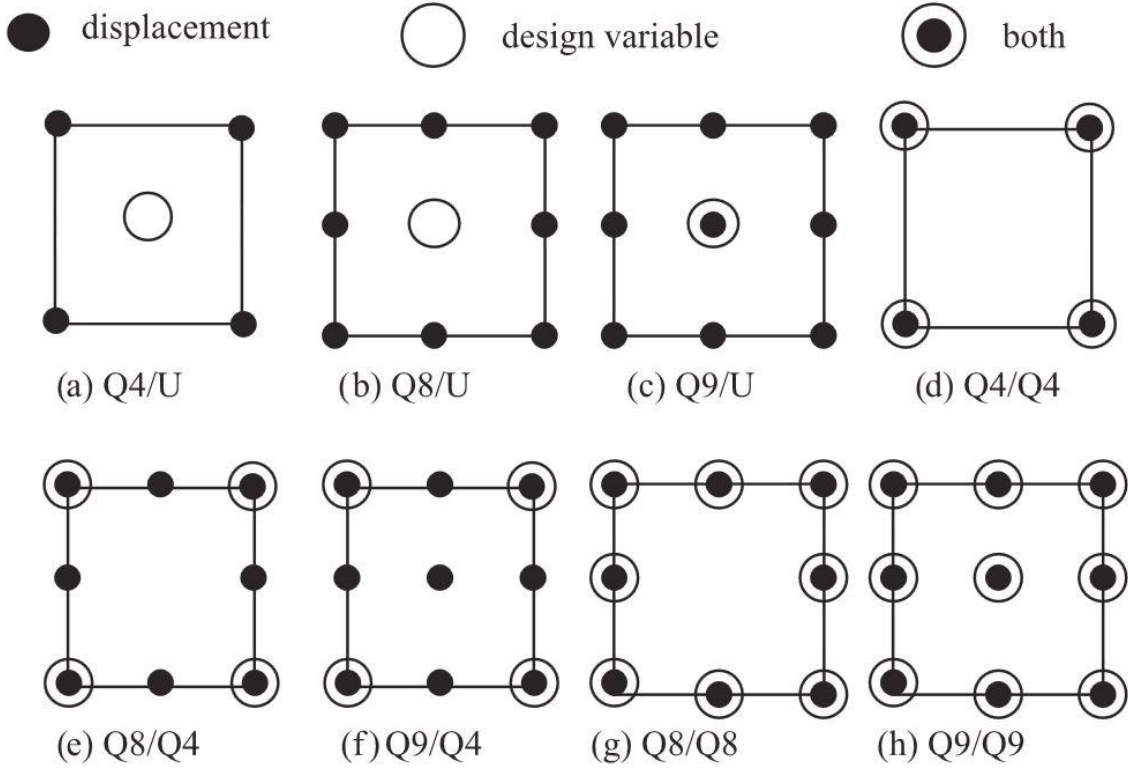 displacement
design variable
both
(a) Q4/U
(b) Q8/U
(c) Q9/U
(d) Q4/Q4
(e) Q8/Q4
(f) Q9/Q4
(g) Q8/Q8
(h) Q9/Q9